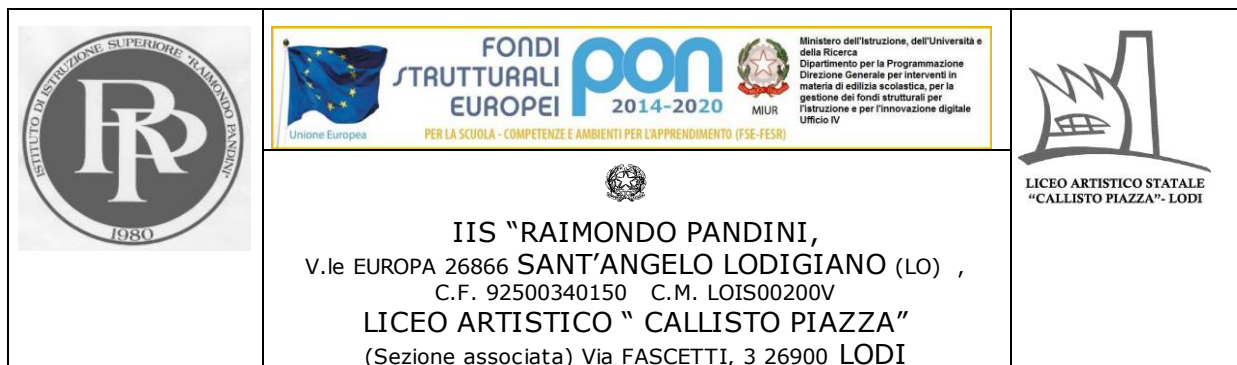 ISTITUTO DI ISTRUZIONE SUPERIORE "RAIMONDO PANDINI"
RP
1980
FONDI
STRUTTURALI
EUROPEI
pon
2014-2020
MIUR
Unione Europea
Ministero dell'Istruzione, dell'Università e
della Ricerca
Dipartimento per la Programmazione
Direzione Generale per interventi in
materia di edilizia scolastica, per la
gestione dei fondi strutturali per
l'istruzione e per l'innovazione digitale
Ufficio IV
PER LA SCUOLA - COMPETENZE E AMBIENTI PER L'APPRENDIMENTO (FSE-FESR)
IIS “RAIMONDO PANDINI,
V.le EUROPA 26866 SANT’ANGELO LODIGIANO (LO) ,
C.F. 92500340150 C.M. LOIS00200V
LICEO ARTISTICO “ CALLISTO PIAZZA”
(Sezione associata) Via FASCETTI, 3 26900 LODI
LICEO ARTISTICO STATALE
“CALLISTO PIAZZA”- LODI